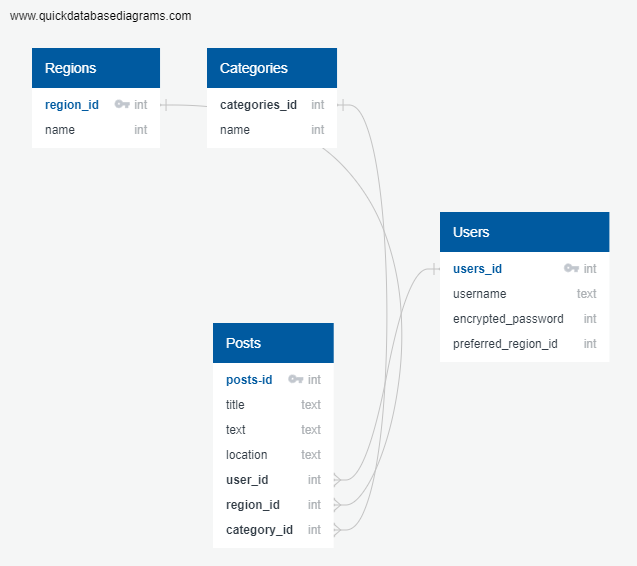 www.quickdatabasediagrams.com
Regions
region_id int
name int
Categories
categories_id int
name int
Users
users_id int
username text
encrypted_password int
preferred_region_id int
Posts
posts-id int
title text
text text
location text
user_id int
region_id int
category_id int